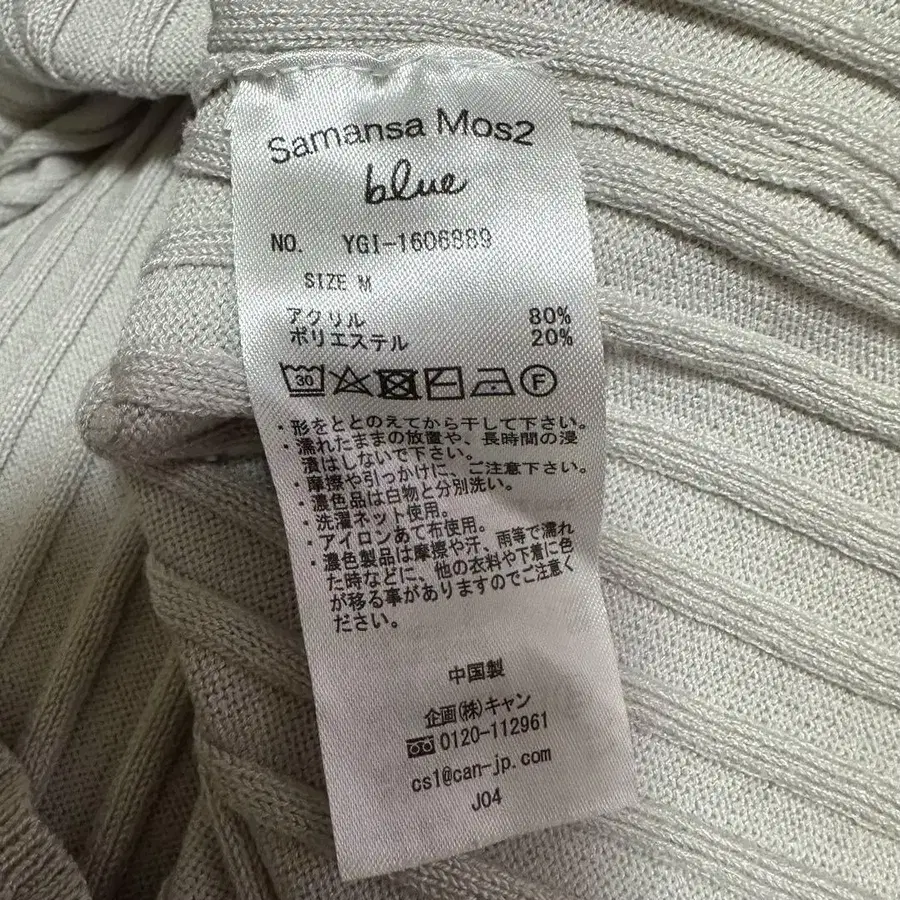 Samansa Mos2
blue
NO. YGI-1606889
SIZE M
アクリル 80%
ポリエステル 20%
30 F
・形をととのえてから干して下さい。
・濡れたままの放置や、長時間の浸
漬はしないで下さい。
・摩擦や引っかけに、ご注意下さい。
・濃色品は白物と分別洗い。
・洗濯ネット使用。
・アイロンあて布使用。
・濃色製品は摩擦や汗、雨等で濡れ
た時などに、他の衣料や下着に色
が移る事がありますのでご注意く
ださい。
中国製
企画(株)キャン
0120-112961
cs1@can-jp.com
J04